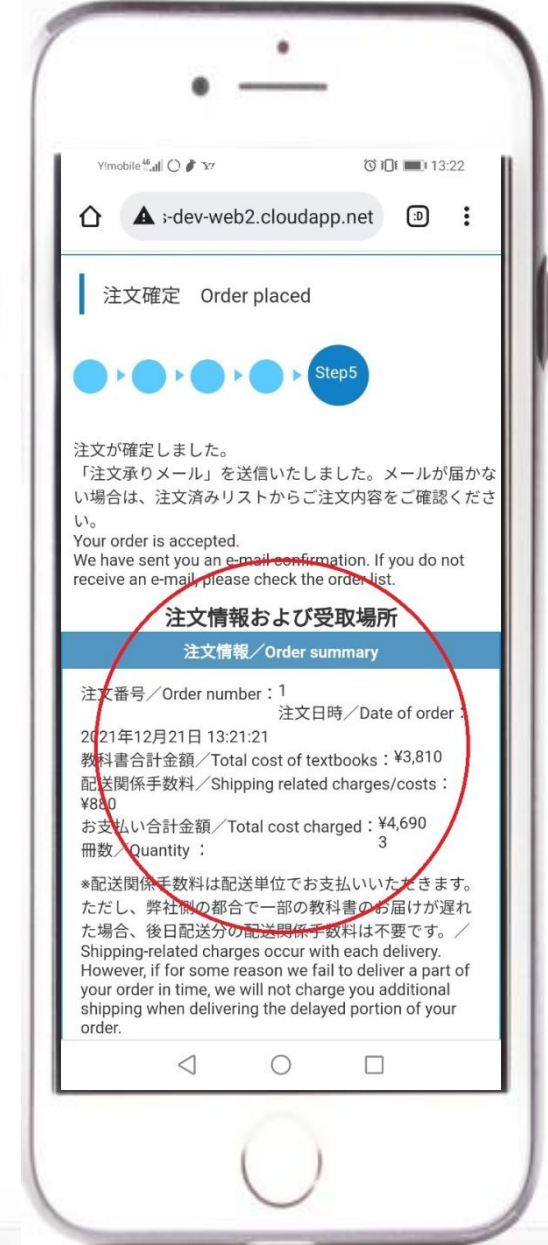 Y!mobile 46 Y7 13:22
:D
s-dev-web2.cloudapp.net
注文確定 Order placed
Step5
注文が確定しました。
「注文承りメール」を送信いたしました。メールが届かな
い場合は、注文済みリストからご注文内容をご確認くださ
い。
Your order is accepted.
We have sent you an e-mail confirmation. If you do not
receive an e-mail, please check the order list.
注文情報および受取場所
注文情報／Order summary
注文番号／Order number：1
注文日時／Date of order：
2021年12月21日 13:21:21
教科書合計金額／Total cost of textbooks：¥3,810
配送関係手数料／Shipping related charges/costs：
¥880
お支払い合計金額／Total cost charged：¥4,690
冊数／Quantity ： 3
*配送関係手数料は配送単位でお支払いいただきます。
ただし、弊社側の都合で一部の教科書のお届けが遅れ
た場合、後日配送分の配送関係手数料は不要です。／
Shipping-related charges occur with each delivery.
However, if for some reason we fail to deliver a part of
your order in time, we will not charge you additional
shipping when delivering the delayed portion of your
order.